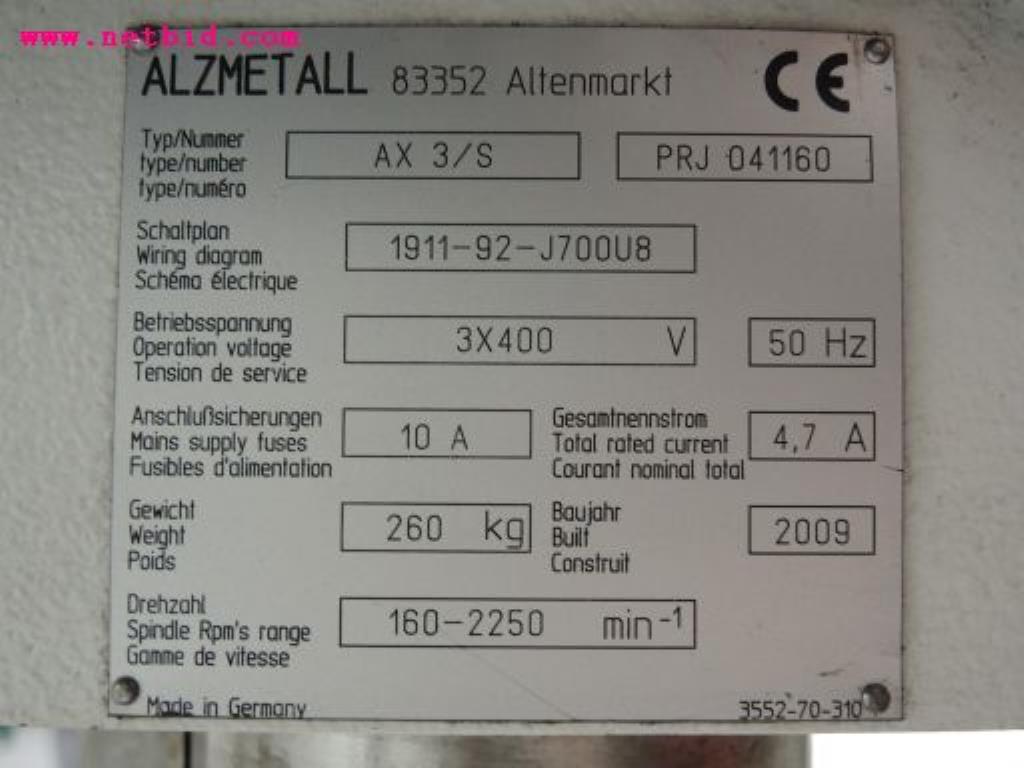 www.netbid.com
ALZMETALL 83352 Altenmarkt CE
Typ/Nummer
type/number AX 3/S PRJ 041160
type/numéro
Schaltplan
Wiring diagram 1911-92-J700U8
Schéma électrique
Betriebsspannung
Operation voltage 3X400 V 50 Hz
Tension de service
Anschlußsicherungen Gesamtnennstrom
Mains supply fuses 10 A Total rated current 4,7 A
Fusibles d'alimentation Courant nominal total
Gewicht Baujahr
Weight 260 kg Built 2009
Poids Construit
Drehzahl
Spindle Rpm's range 160-2250 min-1
Gamme de vitesse
Made in Germany 3552-70-310